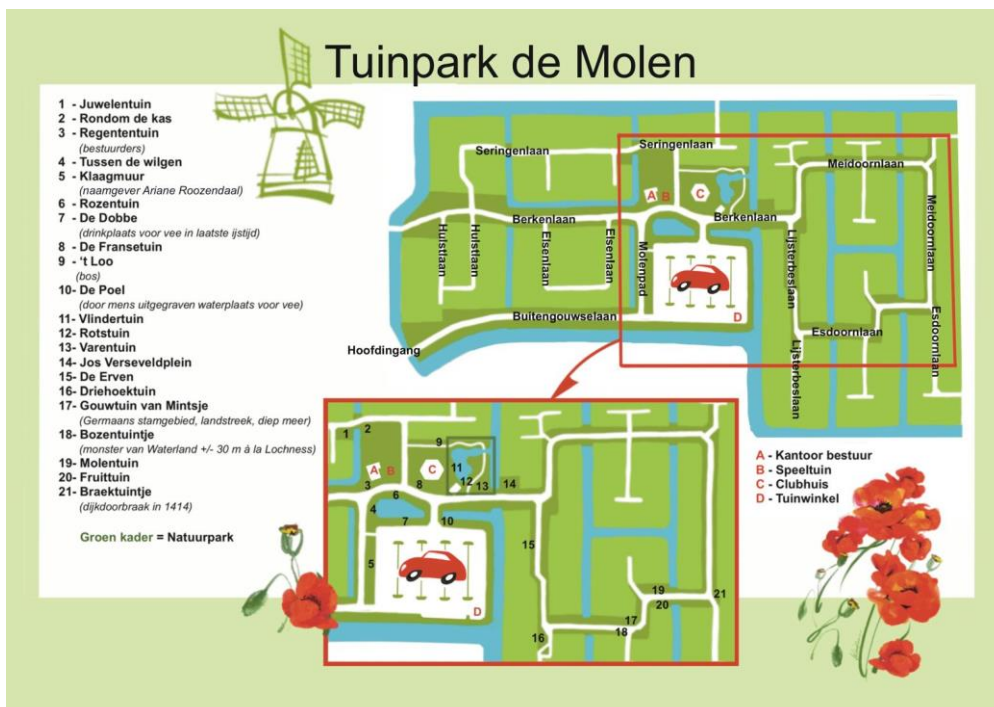 Tuinpark de Molen
1 - Juwelentuin
2 - Rondom de kas
3 - Regententuin
(bestuurders)
4 - Tussen de wilgen
5 - Klaagmuur
(naamgever Ariane Roozendaal)
6 - Rozentuin
7 - De Dobbe
(drinkplaats voor vee in laatste ijstijd)
8 - De Fransetuin
9 - 't Loo
(bos)
10- De Poel
(door mens uitgegraven waterplaats voor vee)
11- Vlindertuin
12- Rotstuin
13- Varentuin
14- Jos Verseveldplein
15- De Erven
16- Driehoektuin
17- Gouwtuin van Mintsje
(Germaans stamgebied, landstreek, diep meer)
18- Bozentuintje
(monster van Waterland +/- 30 m à la Lochness)
19- Molentuin
20- Fruittuin
21- Braektuintje
(dijkdoorbraak in 1414)
Groen kader = Natuurpark
Seringenlaan
Seringenlaan
Meidoornlaan
A B
C
Berkenlaan
Berkenlaan
Hulstlaan
Hulstlaan
Elsenlaan
Elsenlaan
Molenpad
Lijsterbeslaan
Meidoornlaan
D
Buitengouwselaan
Esdoornlaan
Esdoornlaan
Lijsterbeslaan
Hoofdingang
1
2
9
A B
C
11
3
8
12
13
14
6
4
7
10
15
5
D
19
20
21
17
18
16
A - Kantoor bestuur
B - Speeltuin
C - Clubhuis
D - Tuinwinkel